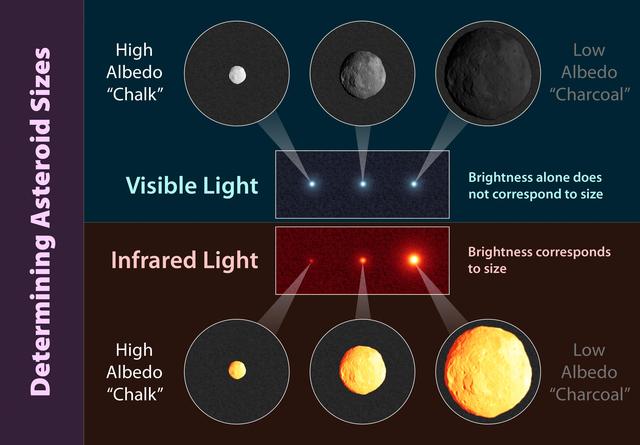 Determining Asteroid Sizes
High
Albedo
“Chalk”
Low
Albedo
“Charcoal”
Visible Light
Brightness alone does
not correspond to size
Infrared Light
Brightness corresponds
to size
High
Albedo
“Chalk”
Low
Albedo
“Charcoal”